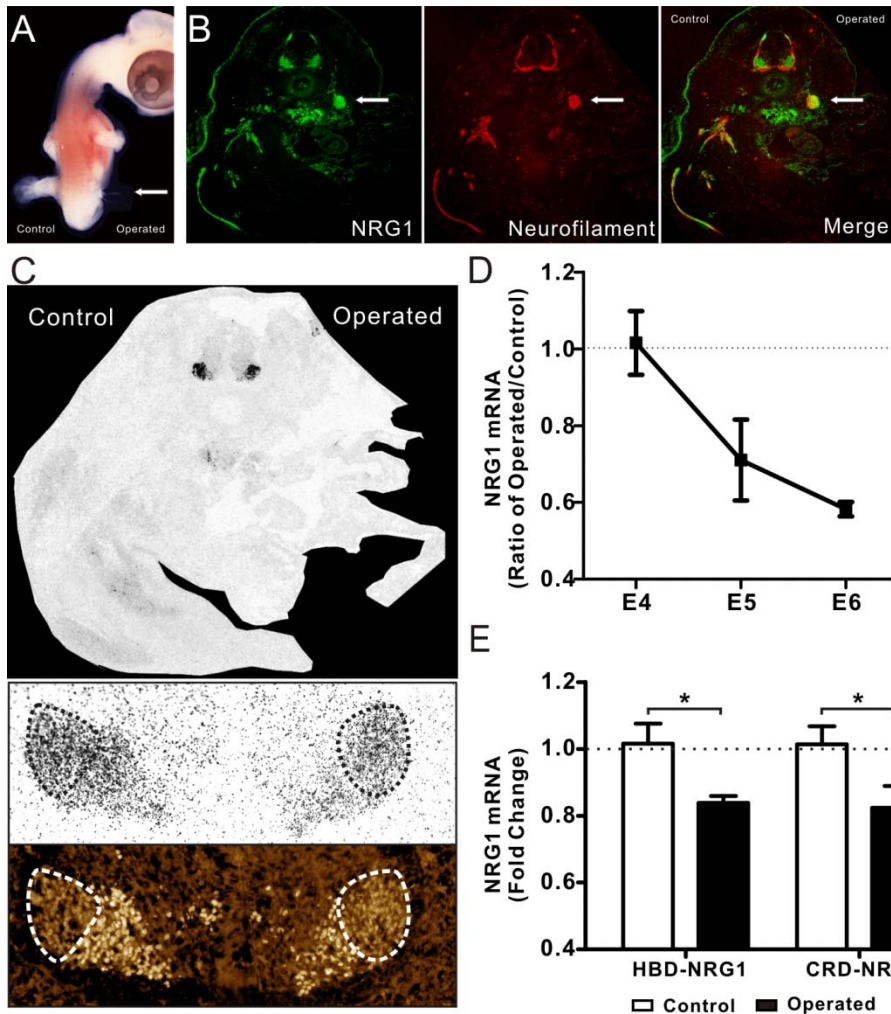 A
Control
Operated
B
NRG1
Neurofilament
Control
Operated
Merge
C
Control
Operated
D
NRG1 mRNA
(Ratio of Operated/Control)
1.2
1.0
0.8
0.6
0.4
E4
E5
E6
E
NRG1 mRNA
(Fold Change)
1.2
1.0
0.8
0.6
0.4
*
*
HBD-NRG1
CRD-NR
Control
Operated